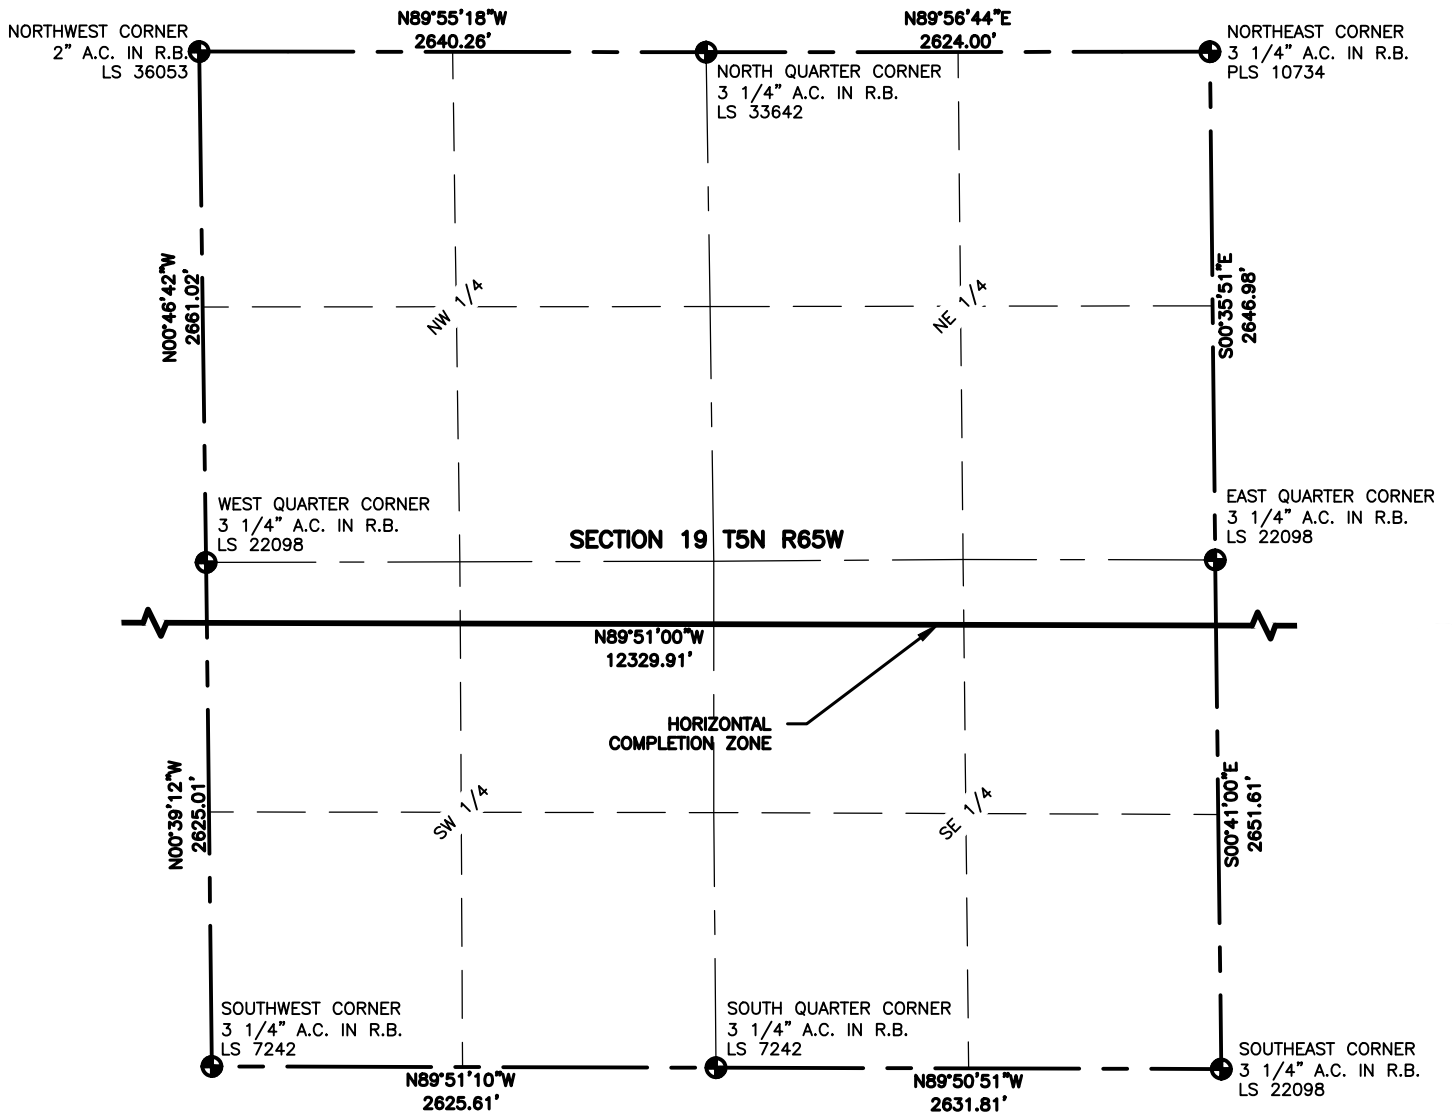 N89°55'18"W
2640.26'
N89°56'44"E
2624.00'
NORTHWEST CORNER
2" A.C. IN R.B.
LS 36053
NORTH QUARTER CORNER
3 1/4" A.C. IN R.B.
LS 33642
NORTHEAST CORNER
3 1/4" A.C. IN R.B.
PLS 10734
N00°46'42"W
2661.02'
NW 1/4
NE 1/4
S00°35'51"E
2646.98'
WEST QUARTER CORNER
3 1/4" A.C. IN R.B.
LS 22098
SECTION 19 T5N R65W
EAST QUARTER CORNER
3 1/4" A.C. IN R.B.
LS 22098
N89°51'00"W
12329.91'
HORIZONTAL
COMPLETION ZONE
N00°39'12"W
2625.01'
SW 1/4
SE 1/4
S00°41'00"E
2651.61'
SOUTHWEST CORNER
3 1/4" A.C. IN R.B.
LS 7242
SOUTH QUARTER CORNER
3 1/4" A.C. IN R.B.
LS 7242
SOUTHEAST CORNER
3 1/4" A.C. IN R.B.
LS 22098
N89°51'10"W
2625.61'
N89°50'51"W
2631.81'